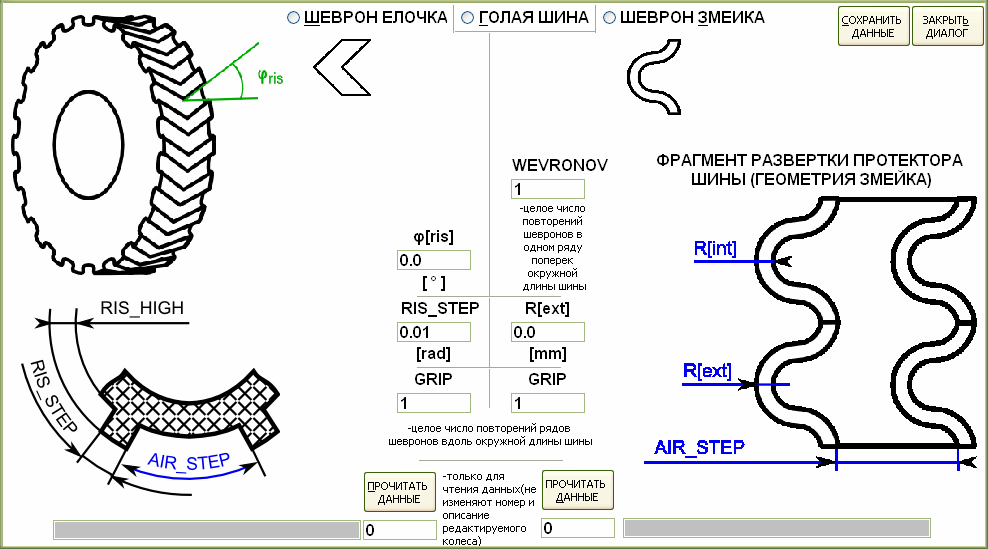 ШЕВРОН ЕЛОЧКА
ГОЛАЯ ШИНА
ШЕВРОН ЗМЕИКА
СОХРАНИТЬ
ДАННЫЕ
ЗАКРЫТЬ
ДИАЛОГ
φris
WEVRONOV
1
-целое число
повторений
шевронов в
одном ряду
поперек
окружной
длины шины
ФРАГМЕНТ РАЗВЕРТКИ ПРОТЕКТОРА
ШИНЫ (ГЕОМЕТРИЯ ЗМЕЙКА)
φ[ris]
0.0
[°]
R[int]
RIS_HIGH
RIS_STEP
0.01
[rad]
R[ext]
0.0
[mm]
RIS_STEP
R[ext]
GRIP
1
GRIP
1
-целое число повторений рядов
шевронов вдоль окружной длины шины
AIR_STEP
AIR_STEP
ПРОЧИТАТЬ
ДАННЫЕ
-только для
чтения данных(не
изменяют номер и
описание
редактируемого
колеса)
ПРОЧИТАТЬ
ДАННЫЕ
0
0